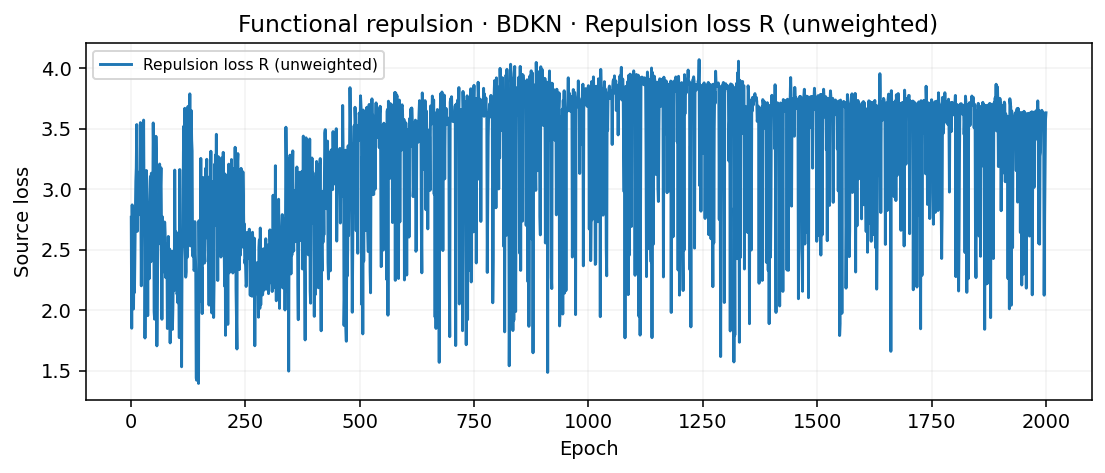 Functional repulsion · BDKN · Repulsion loss R (unweighted)
Repulsion loss R (unweighted)
4.0
3.5
3.0
2.5
2.0
1.5
Source loss
0 250 500 750 1000 1250 1500 1750 2000
Epoch